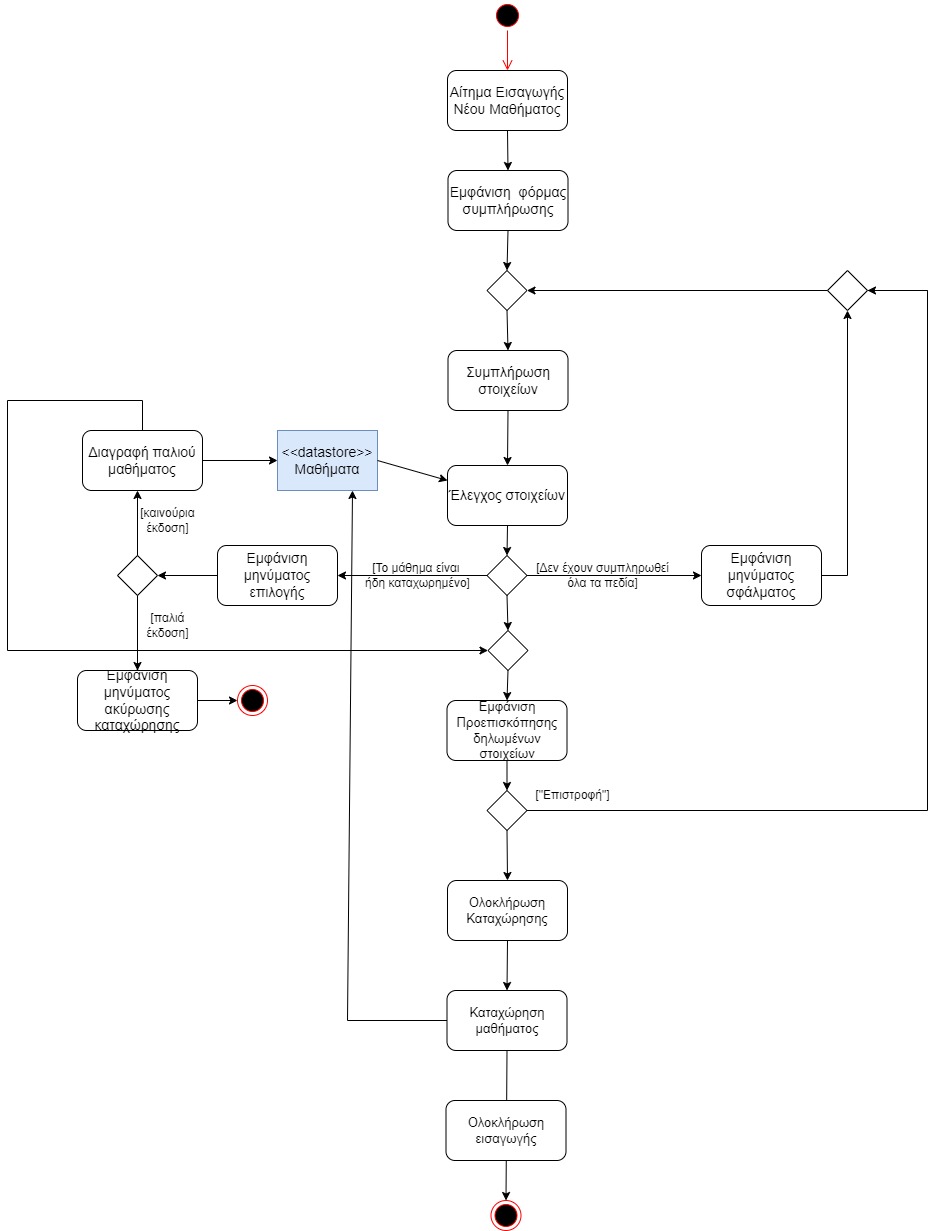 Αίτημα Εισαγωγής
Νέου Μαθήματος
Εμφάνιση φόρμας
συμπλήρωσης
Συμπλήρωση
στοιχείων
Διαγραφή παλιού
μαθήματος
<<datastore>>
Μαθήματα
Έλεγχος στοιχείων
[καινούρια
έκδοση]
Εμφάνιση
μηνύματος
επιλογής
[Το μάθημα είναι
ήδη καταχωρημένο]
[Δεν έχουν συμπληρωθεί
όλα τα πεδία]
Εμφάνιση
μηνύματος
σφάλματος
[παλιά
έκδοση]
Εμφάνιση
μηνύματος
ακύρωσης
καταχώρησης
Εμφάνιση
Προεπισκόπησης
δηλωμένων
στοιχείων
["Επιστροφή"]
Ολοκλήρωση
Καταχώρησης
Καταχώρηση
μαθήματος
Ολοκλήρωση
εισαγωγής